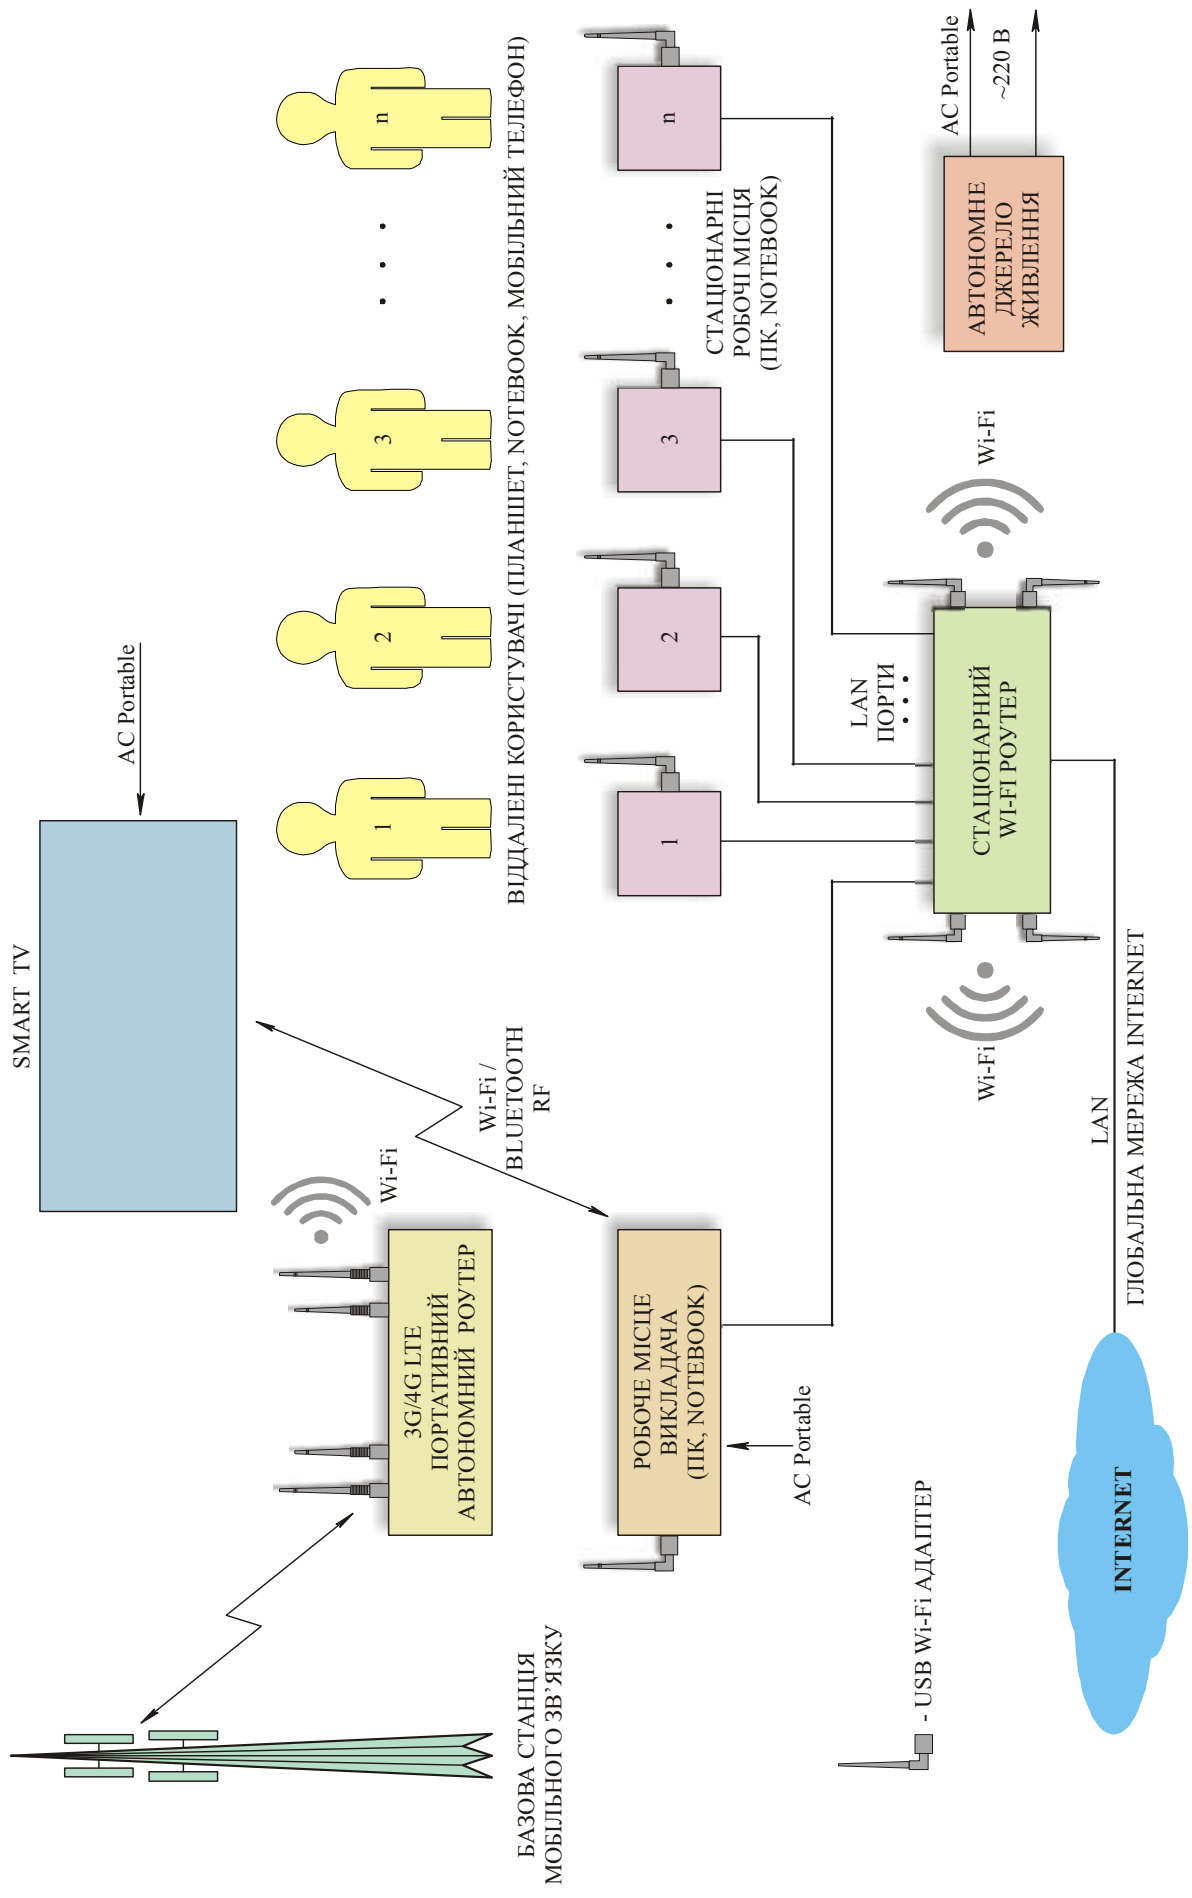 SMART TV
AC Portable
Wi-Fi
3G/4G LTE
ПОРТАТИВНИЙ
АВТОНОМНИЙ РОУТЕР
Wi-Fi /
BLUETOOTH
RF
1
2
3
n
ВІДДАЛЕНІ КОРИСТУВАЧІ (ПЛАНШЕТ, NOTEBOOK, МОБІЛЬНИЙ ТЕЛЕФОН)
БАЗОВА СТАНЦІЯ
МОБІЛЬНОГО ЗВ’ЯЗКУ
РОБОЧЕ МІСЦЕ
ВИКЛАДАЧА
(ПК, NOTEBOOK)
AC Portable
1
2
3
n
СТАЦІОНАРНІ
РОБОЧІ МІСЦЯ
(ПК, NOTEBOOK)
- USB Wi-Fi АДАПТЕР
LAN
ПОРТИ
Wi-Fi
СТАЦІОНАРНИЙ
WI-FI РОУТЕР
Wi-Fi
АВТОНОМНЕ
ДЖЕРЕЛО
ЖИВЛЕННЯ
AC Portable
~220 В
INTERNET
LAN
ГЛОБАЛЬНА МЕРЕЖА INTERNET